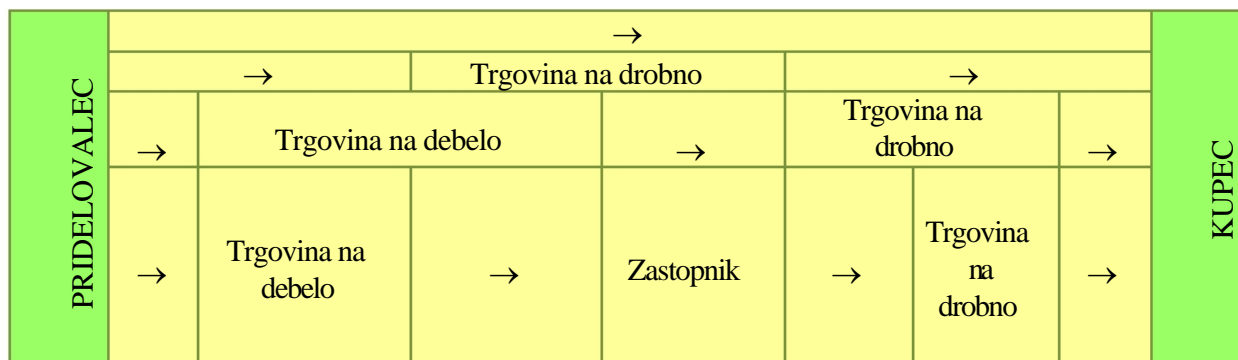 PRIDELOVALEC
→
→ Trgovina na drobno →
→ Trgovina na debelo → Trgovina na
drobno →
→ Trgovina na
debelo → Zastopnik → Trgovina
na
drobno →
KUPEC